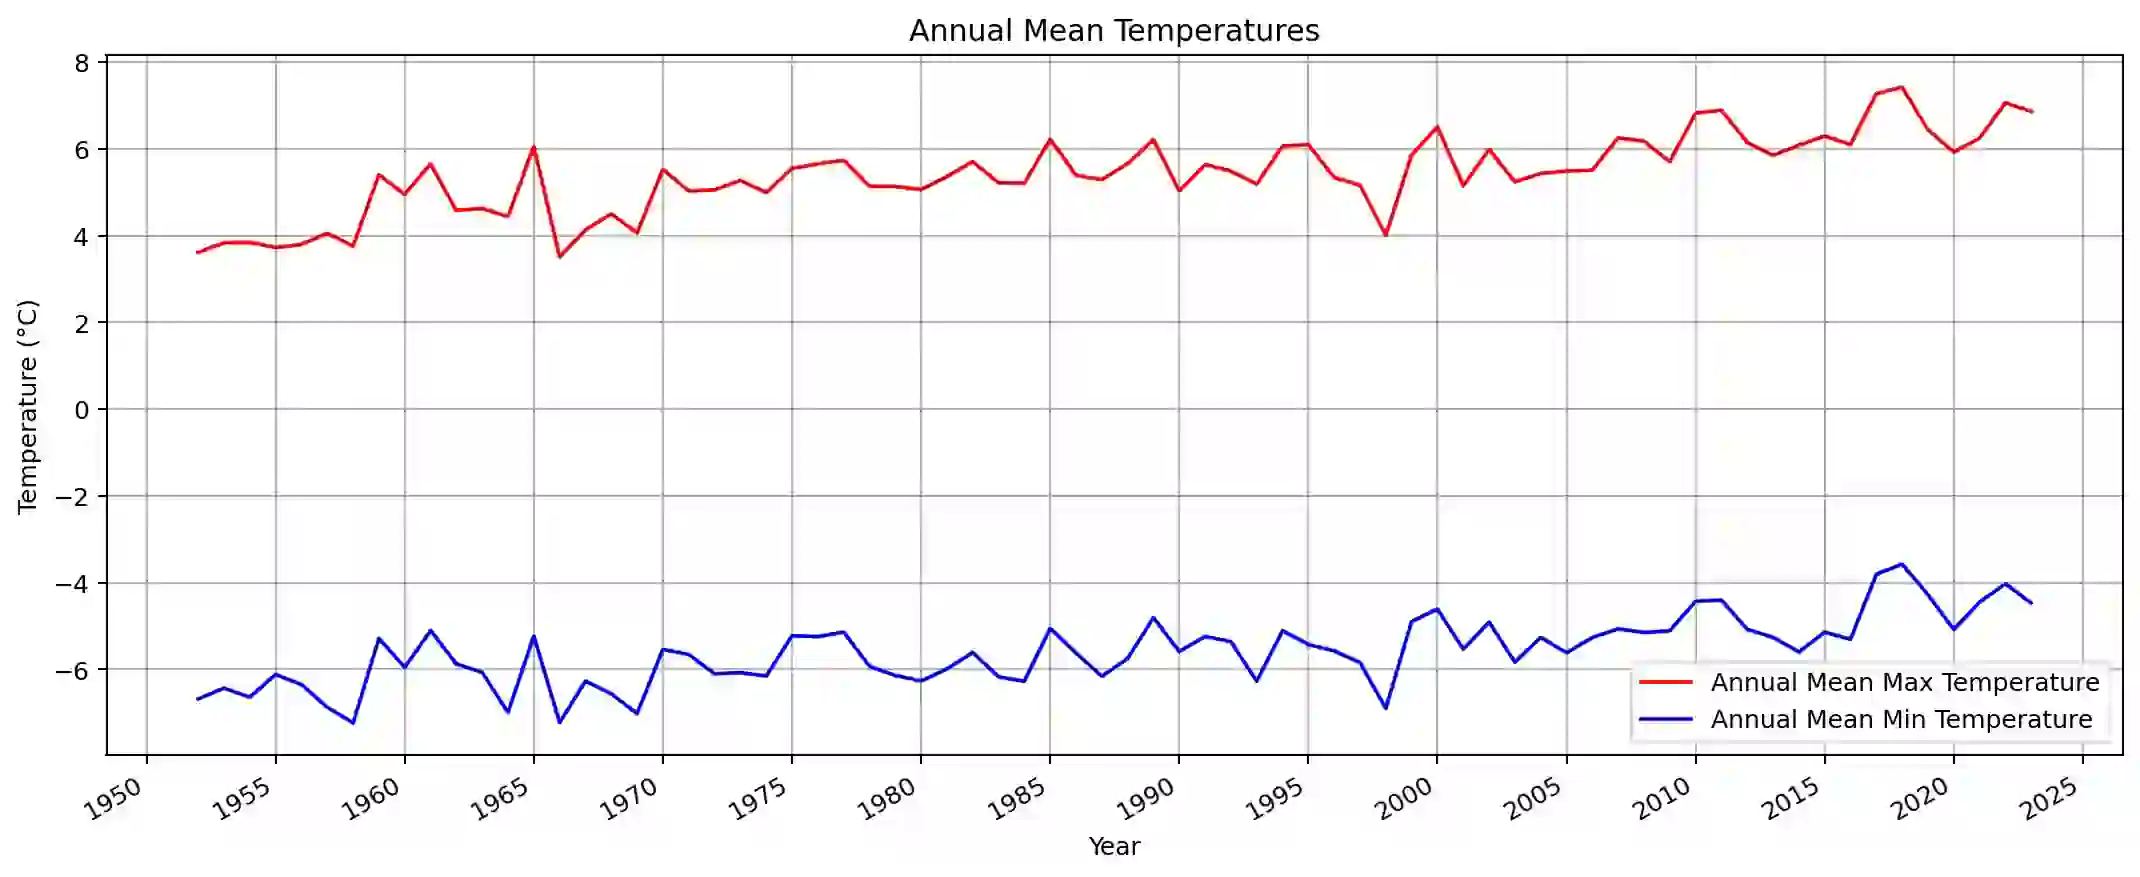 Annual Mean Temperatures
8
6
4
2
0
−2
−4
−6
Temperature (°C)
Annual Mean Max Temperature
Annual Mean Min Temperature
1950 1955 1960 1965 1970 1975 1980 1985 1990 1995 2000 2005 2010 2015 2020 2025
Year